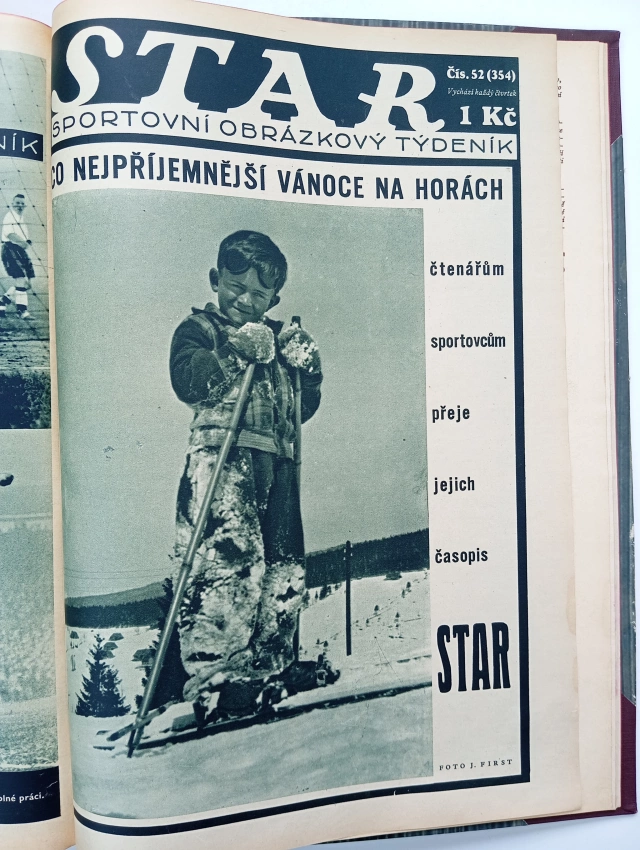 NÍK
olné práci.
STAR
Čís. 52 (354)
Vychází každý čtvrtek
1 Kč
SPORTOVNÍ OBRÁZKOVÝ TÝDENÍK
CO NEJPŘÍJEMNĚJŠÍ VÁNOCE NA HORÁCH
čtenářům
sportovcům
přeje
jejich
časopis
STAR
FOTO J. FIRST